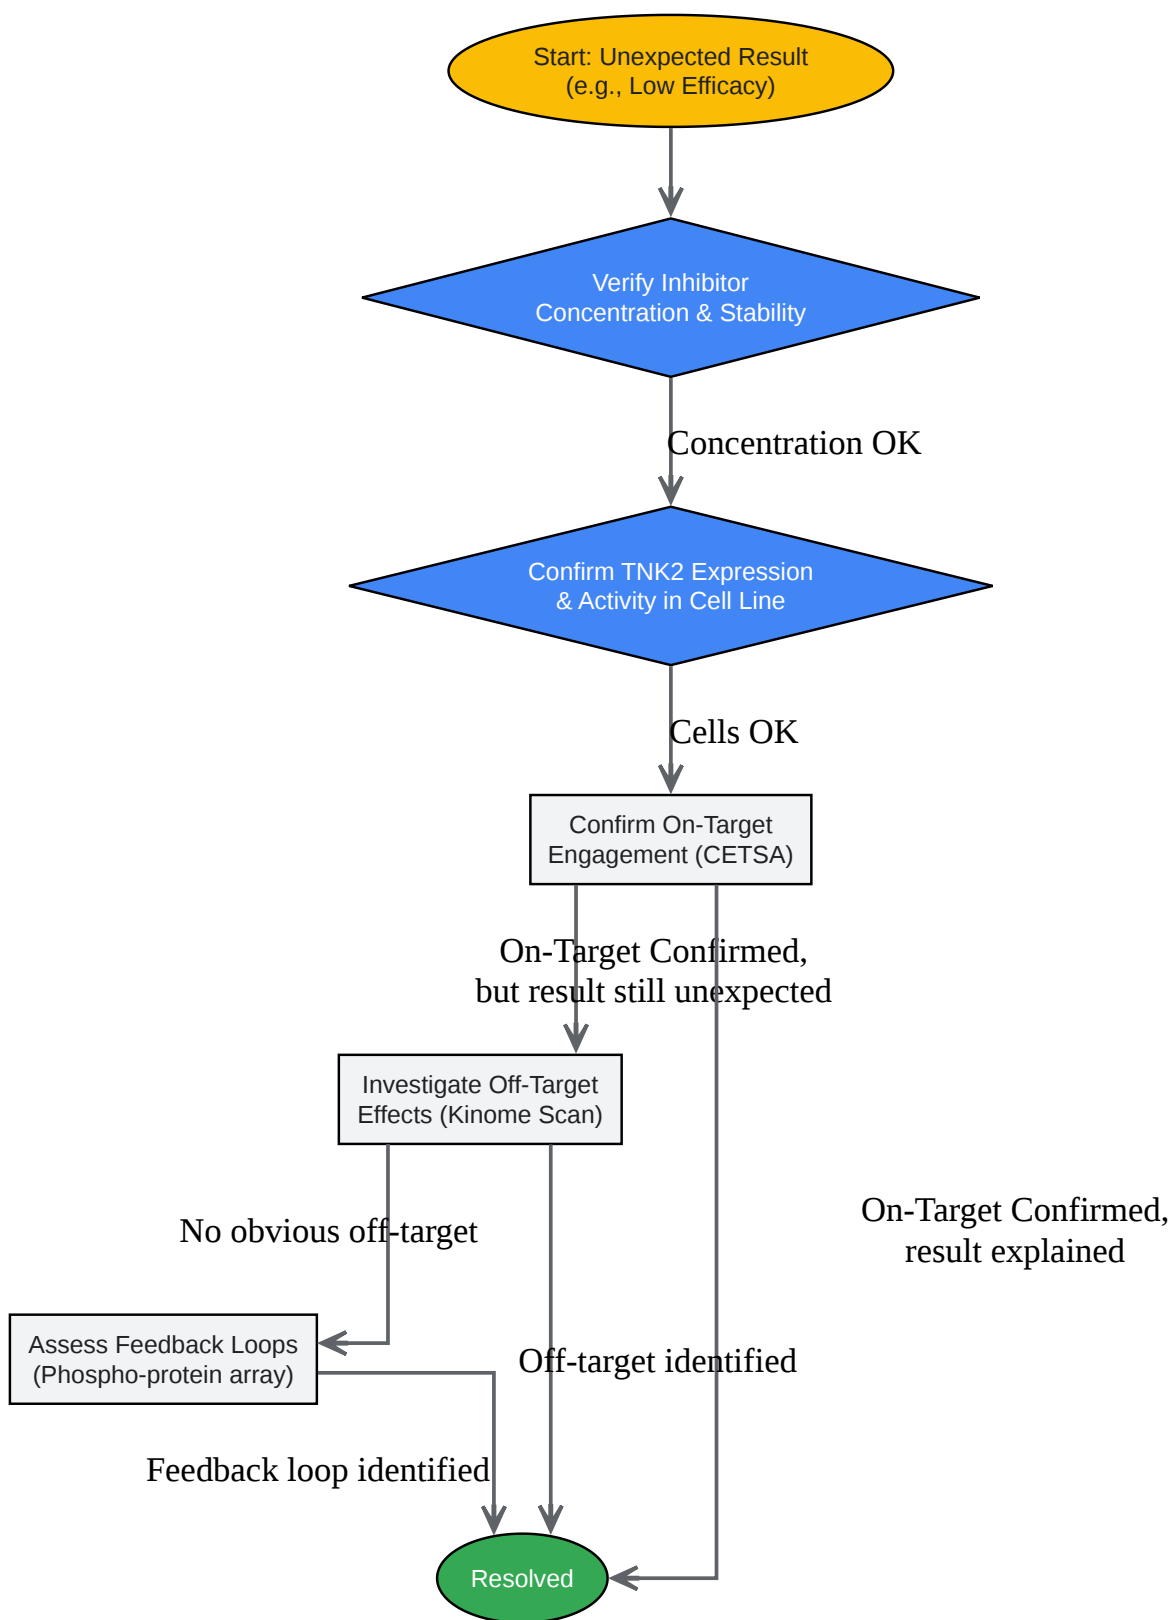 Start: Unexpected Result
(e.g., Low Efficacy)
Verify Inhibitor
Concentration & Stability
Concentration OK
Confirm TNK2 Expression
& Activity in Cell Line
Cells OK
Confirm On-Target
Engagement (CETSA)
On-Target Confirmed,
but result still unexpected
Investigate Off-Target
Effects (Kinome Scan)
No obvious off-target
On-Target Confirmed,
result explained
Assess Feedback Loops
(Phospho-protein array)
Off-target identified
Feedback loop identified
Resolved